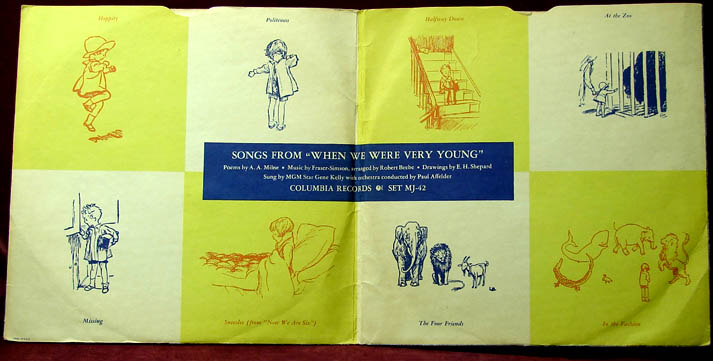 Hoppity
Politeness
Halfway Down
At the Zoo
SONGS FROM "WHEN WE WERE VERY YOUNG"
Poems by A. A. Milne • Music by Fraser-Simson, arranged by Robert Beebe • Drawings by E. H. Shepard
Sung by MGM Star Gene Kelly with orchestra conducted by Paul Affelder
COLUMBIA RECORDS SET MJ-42
Missing
Sneezles (from "Now We Are Six")
The Four Friends
In the Fashion